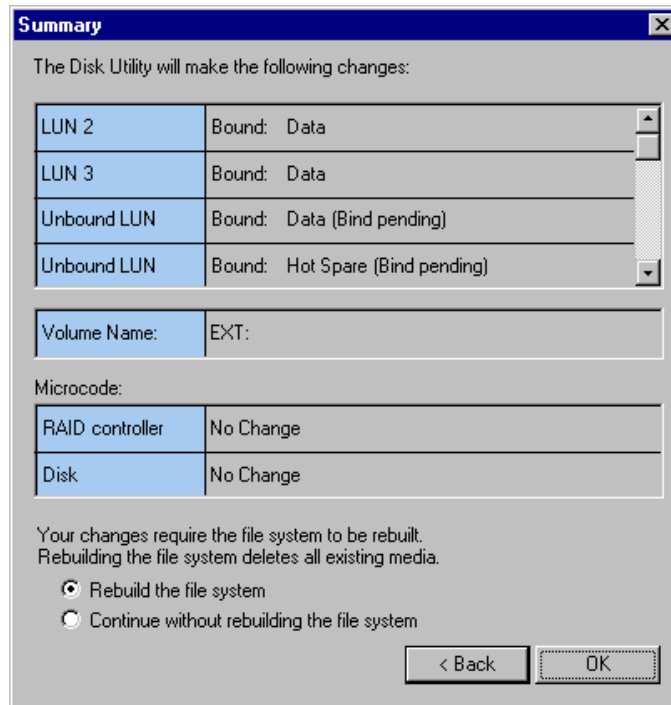 Summary
The Disk Utility will make the following changes:
LUN 2 Bound: Data
LUN 3 Bound: Data
Unbound LUN Bound: Data (Bind pending)
Unbound LUN Bound: Hot Spare (Bind pending)
Volume Name: EXT:
Microcode:
RAID controller No Change
Disk No Change
Your changes require the file system to be rebuilt.
Rebuilding the file system deletes all existing media.
Rebuild the file system
Continue without rebuilding the file system
< Back OK